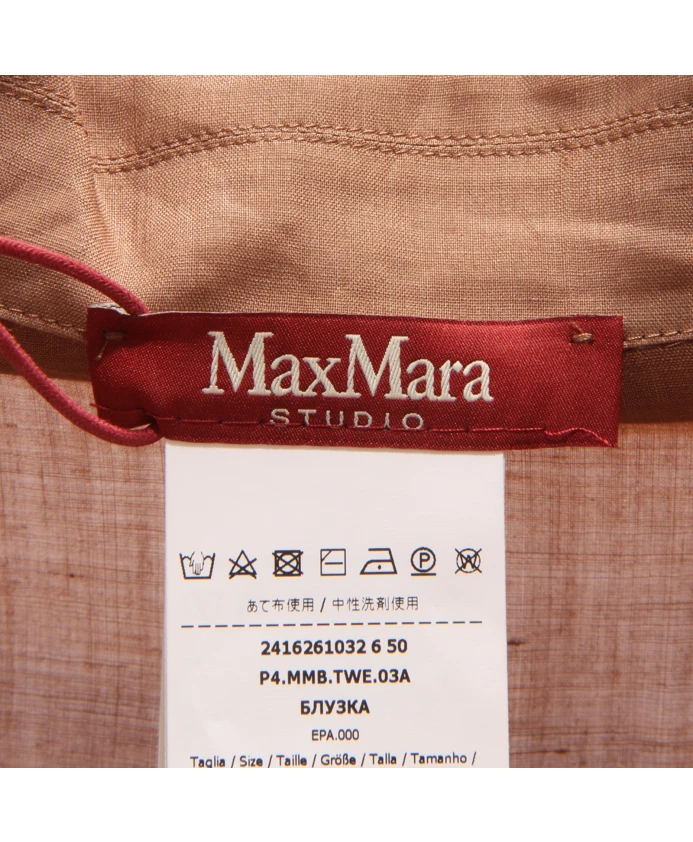 MaxMara
STUDIO
P
W
あて布使用 / 中性洗剤使用
2416261032 6 50
P4.MMB.TWE.03A
БЛУЗКА
EPA.000
Taglia / Size / Taille / Größe / Talla / Tamanho /